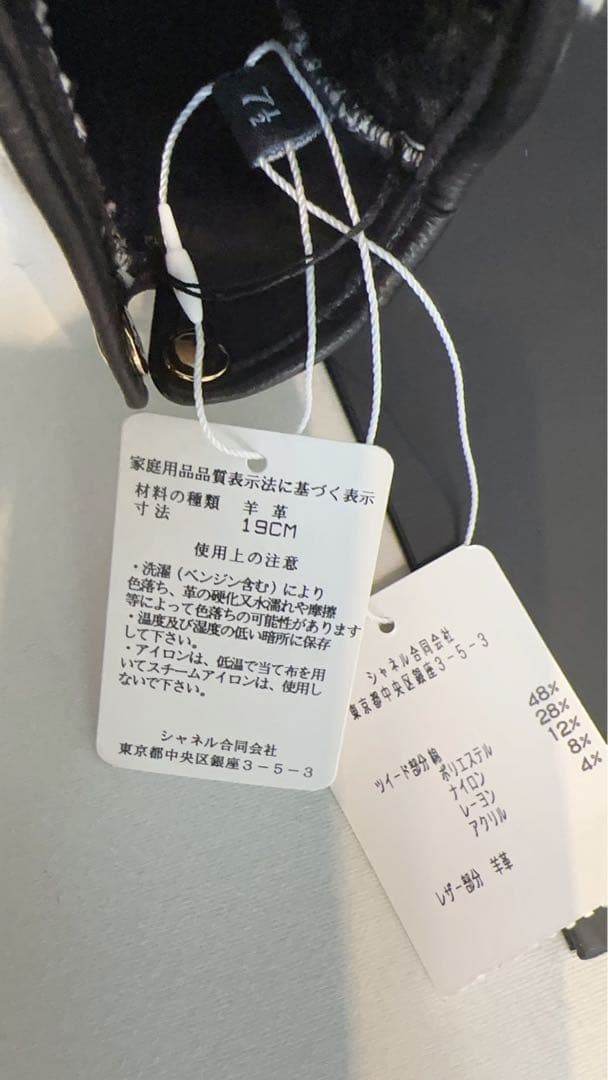 7½
家庭用品品質表示法に基づく表示
材料の種類 羊革
寸法 19CM
使用上の注意
・洗濯(ベンジン含む)により
色落ち、革の硬化又水濡れや摩擦
等によって色落ちの可能性があります
・温度及び湿度の低い暗所に保存
して下さい。
・アイロンは、低温で当て布を用
いてスチームアイロンは、使用し
ないで下さい。
シャネル合同会社
東京都中央区銀座3-5-3
シャネル合同会社
東京都中央区銀座3-5-3
ツイード部分 綿 48%
ポリエステル 28%
ナイロン 12%
レーヨン 8%
アクリル 4%
レザー部分 羊革